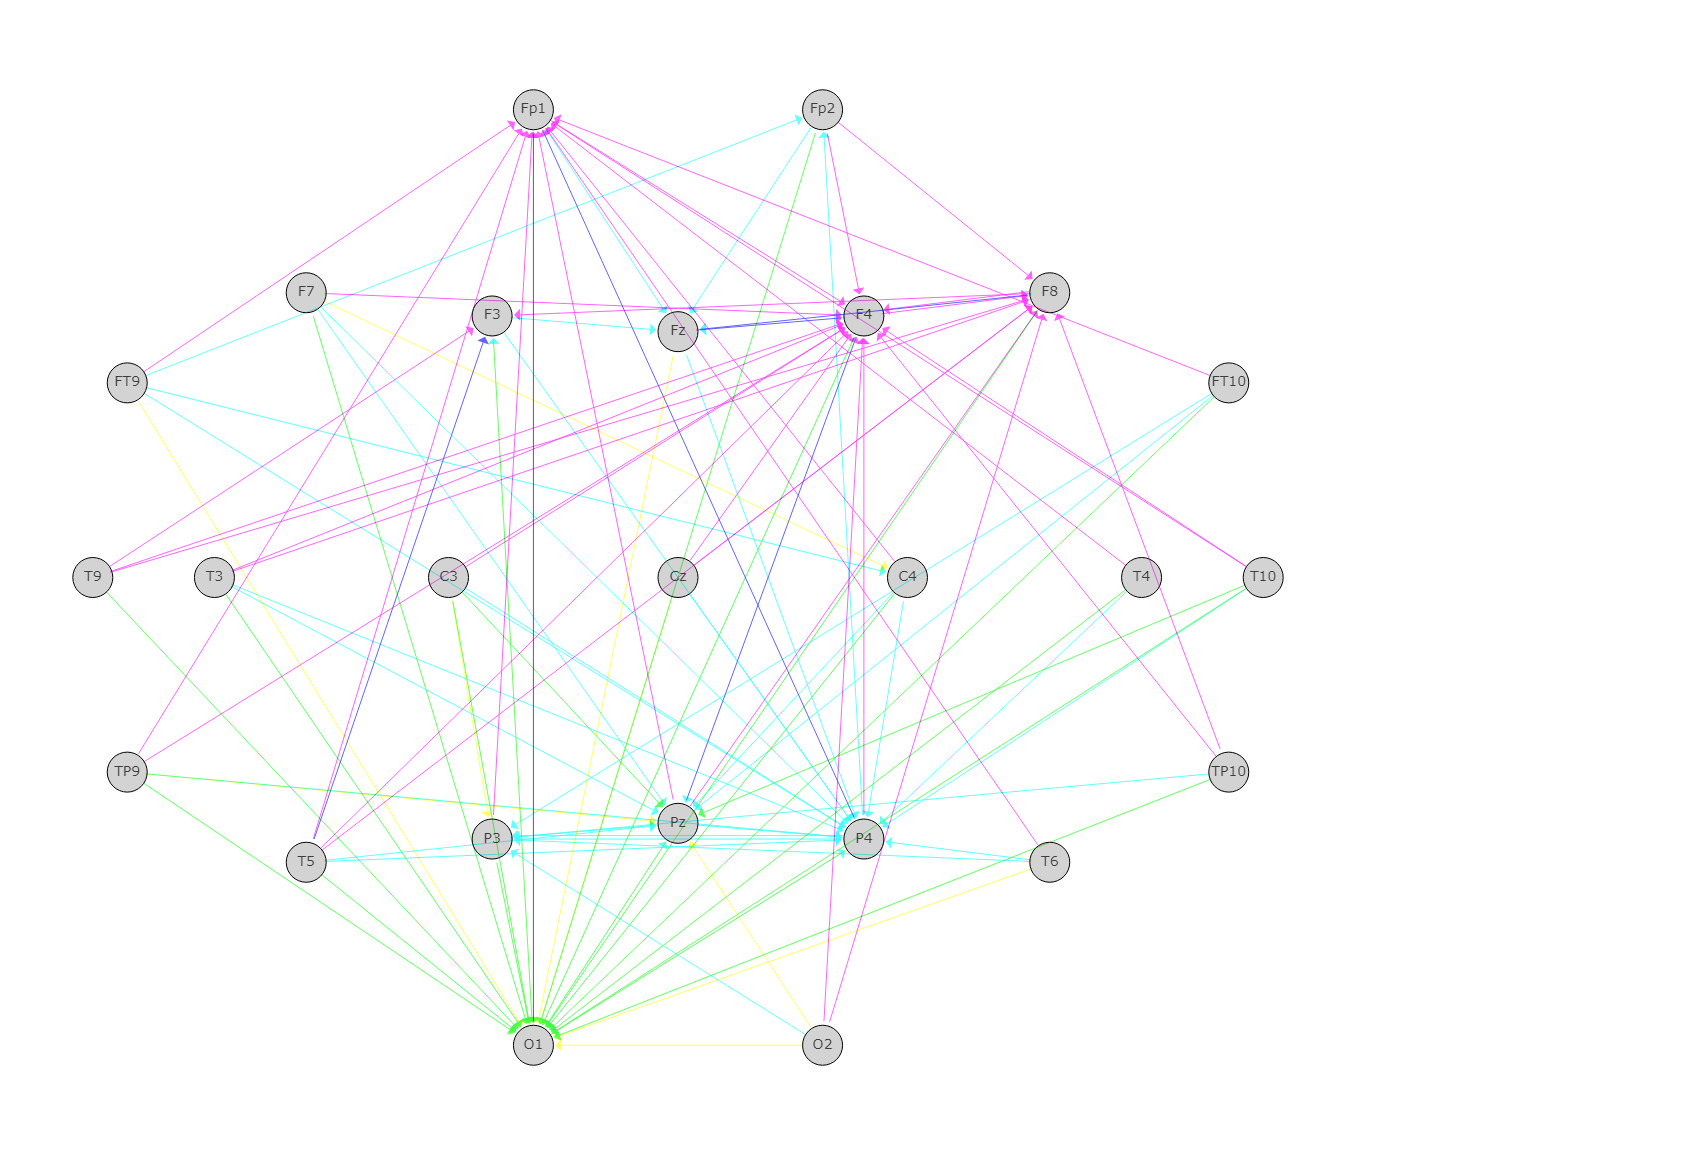 Fp1 Fp2
F7 F3 Fz F4 F8
FT9 FT10
T9 T3 C3 Cz C4 T4 T10
TP9 TP10
T5 P3 Pz P4 T6
O1 O2